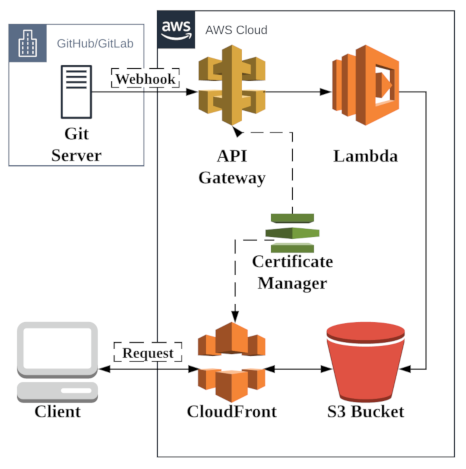 GitHub/GitLab
aws
AWS Cloud
Webhook
Git
Server
API
Gateway
Lambda
Certificate
Manager
Request
Client
CloudFront
S3 Bucket